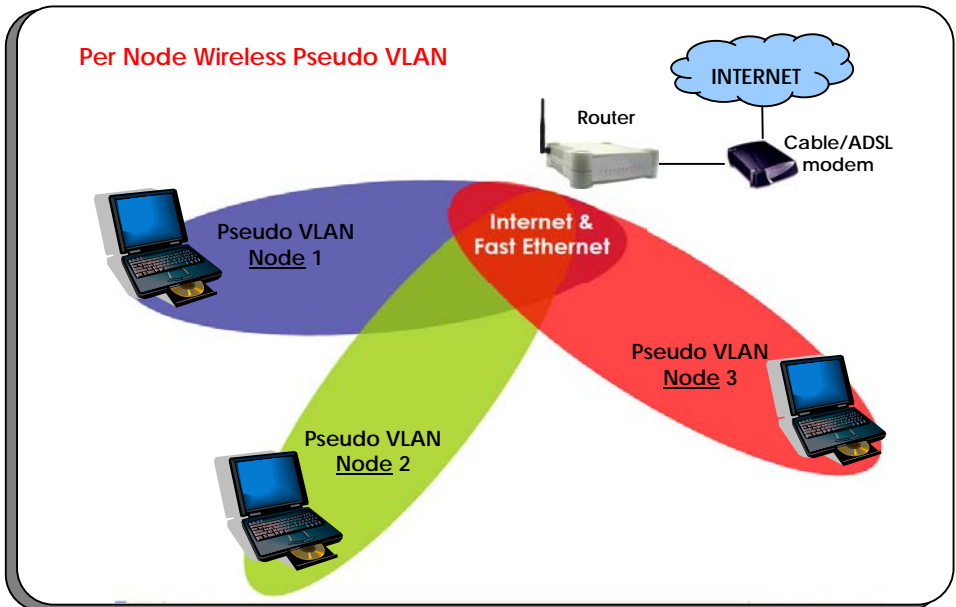 Per Node Wireless Pseudo VLAN
INTERNET
Router
Cable/ADSL
modem
Pseudo VLAN
Node 1
Internet &
Fast Ethernet
Pseudo VLAN
Node 3
Pseudo VLAN
Node 2